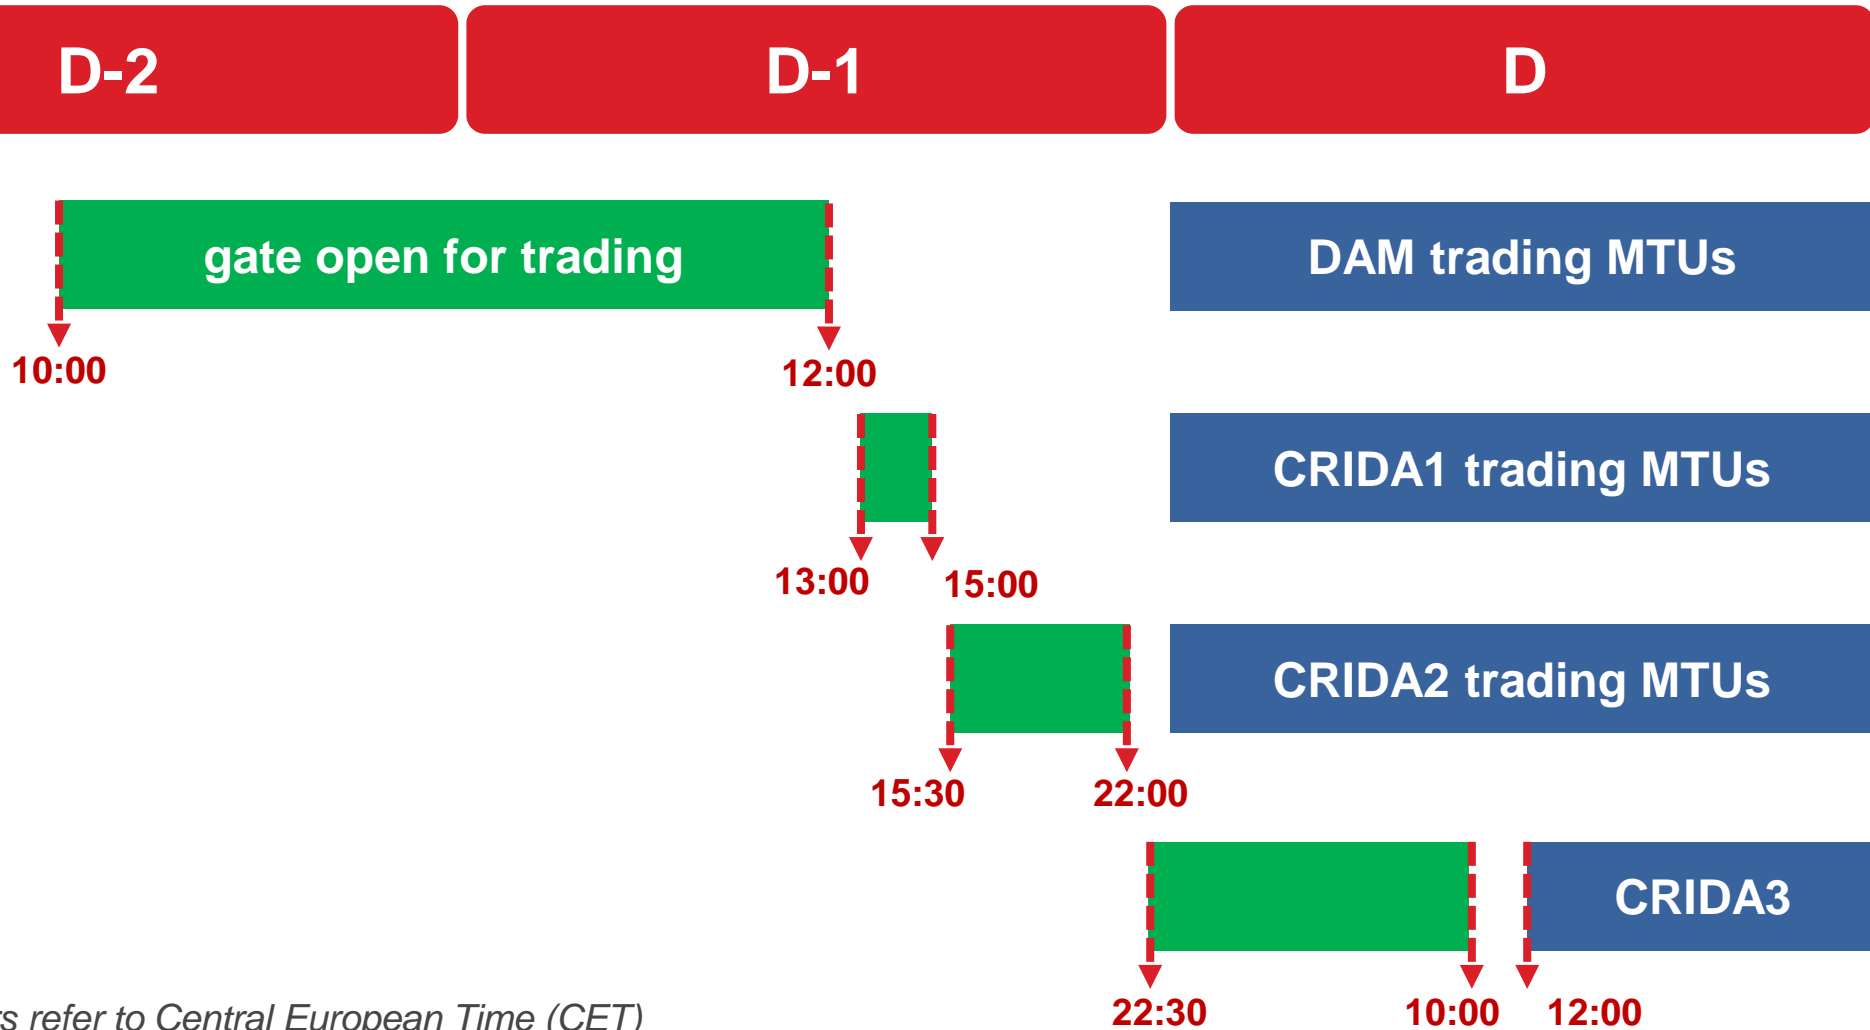 D-2
D-1
D
gate open for trading
DAM trading MTUs
10:00
12:00
CRIDA1 trading MTUs
13:00
15:00
CRIDA2 trading MTUs
15:30
22:00
CRIDA3
22:30
10:00
12:00
refer to Central European Time (CET)